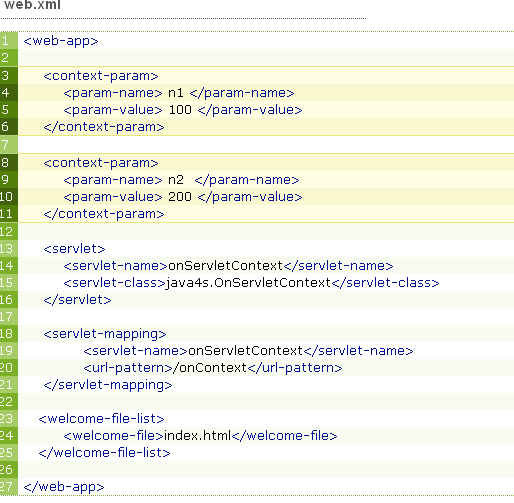 web.xml
1 <web-app>
2
3 <context-param>
4 <param-name> n1 </param-name>
5 <param-value> 100 </param-value>
6 </context-param>
7
8 <context-param>
9 <param-name> n2  </param-name>
10 <param-value> 200 </param-value>
11 </context-param>
12
13 <servlet>
14 <servlet-name>onServletContext</servlet-name>
15 <servlet-class>java4s.OnServletContext</servlet-class>
16 </servlet>
17
18 <servlet-mapping>
19 <servlet-name>onServletContext</servlet-name>
20 <url-pattern>/onContext</url-pattern>
21 </servlet-mapping>
22
23 <welcome-file-list>
24 <welcome-file>index.html</welcome-file>
25 </welcome-file-list>
26
27 </web-app>